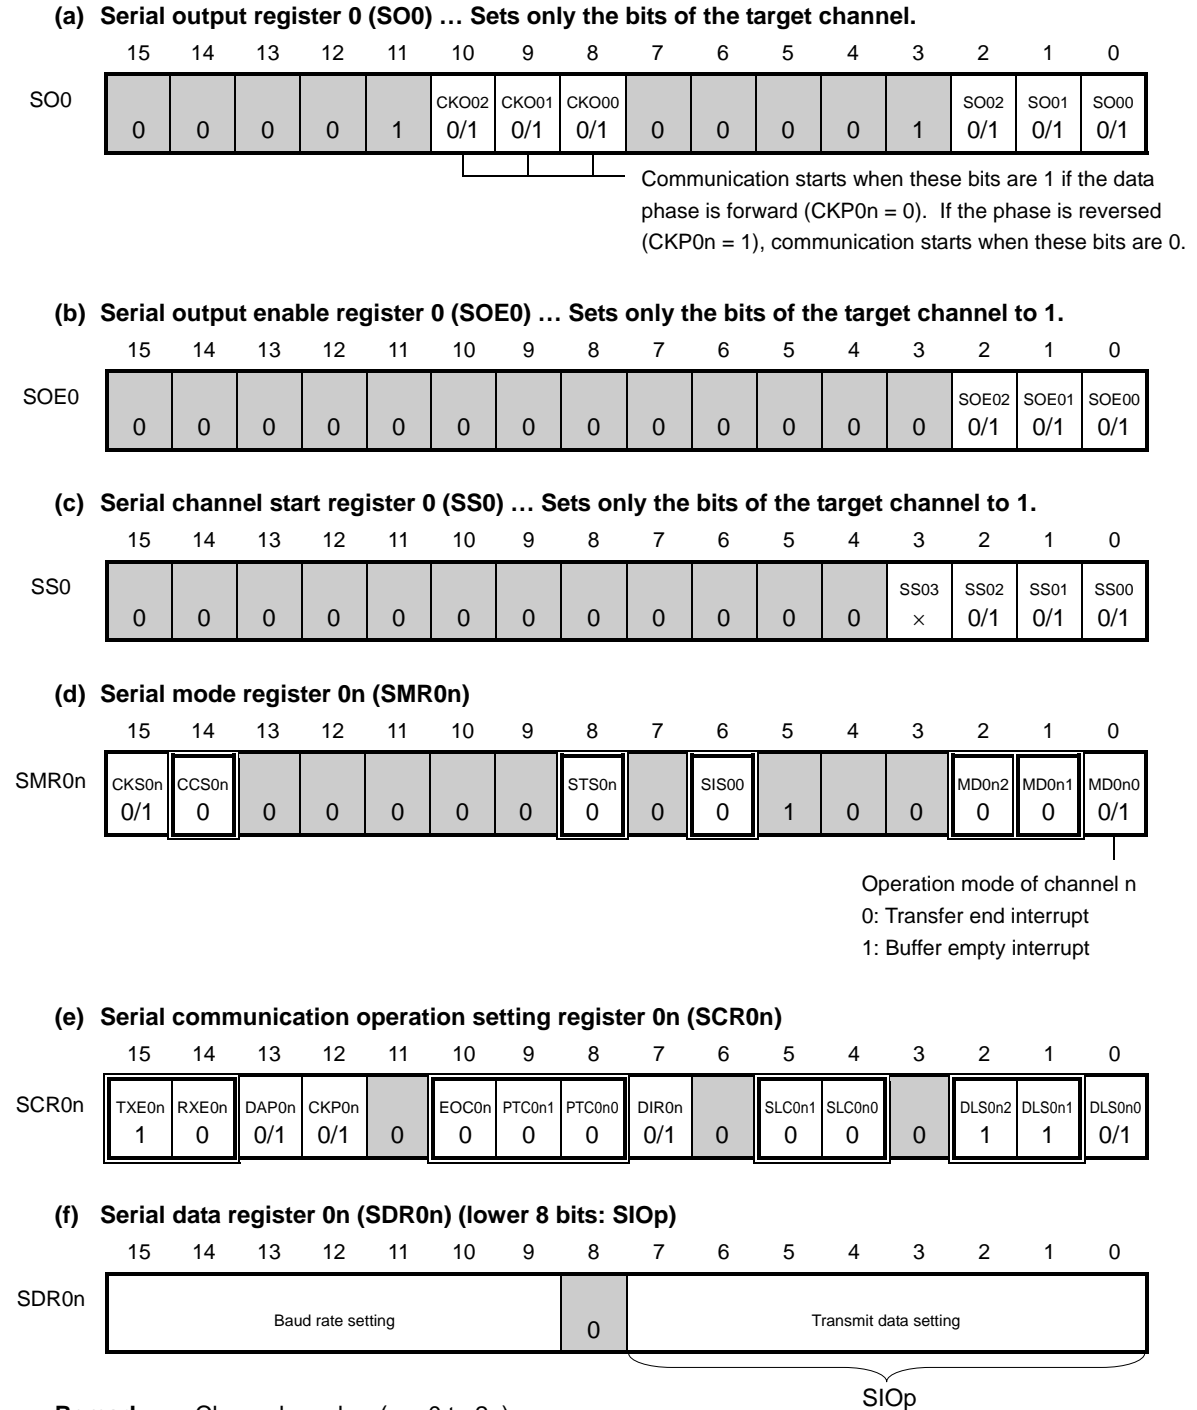 (a) Serial output register 0 (SO0) … Sets only the bits of the target channel.
15 14 13 12 11 10 9 8 7 6 5 4 3 2 1 0
SO0
CKO02 CKO01 CKO00 SO02 SO01 SO00
0 0 0 0 1 0/1 0/1 0/1 0 0 0 0 1 0/1 0/1 0/1
Communication starts when these bits are 1 if the data
phase is forward (CKP0n = 0). If the phase is reversed
(CKP0n = 1), communication starts when these bits are 0.
(b) Serial output enable register 0 (SOE0) … Sets only the bits of the target channel to 1.
15 14 13 12 11 10 9 8 7 6 5 4 3 2 1 0
SOE0
SOE02 SOE01 SOE00
0 0 0 0 0 0 0 0 0 0 0 0 0 0/1 0/1 0/1
(c) Serial channel start register 0 (SS0) … Sets only the bits of the target channel to 1.
15 14 13 12 11 10 9 8 7 6 5 4 3 2 1 0
SS0
SS03 SS02 SS01 SS00
0 0 0 0 0 0 0 0 0 0 0 0 × 0/1 0/1 0/1
(d) Serial mode register 0n (SMR0n)
15 14 13 12 11 10 9 8 7 6 5 4 3 2 1 0
SMR0n
CKS0n CCS0n STS0n SIS00 MD0n2 MD0n1 MD0n0
0/1 0 0 0 0 0 0 0 0 0 1 0 0 0 0 0/1
Operation mode of channel n
0: Transfer end interrupt
1: Buffer empty interrupt
(e) Serial communication operation setting register 0n (SCR0n)
15 14 13 12 11 10 9 8 7 6 5 4 3 2 1 0
SCR0n
TXE0n RXE0n DAP0n CKP0n EOC0n PTC0n1 PTC0n0 DIR0n SLC0n1 SLC0n0 DLS0n2 DLS0n1 DLS0n0
1 0 0/1 0/1 0 0 0 0 0/1 0 0 0 0 1 1 0/1
(f) Serial data register 0n (SDR0n) (lower 8 bits: SIOp)
15 14 13 12 11 10 9 8 7 6 5 4 3 2 1 0
SDR0n
Baud rate setting 0 Transmit data setting
SIOp